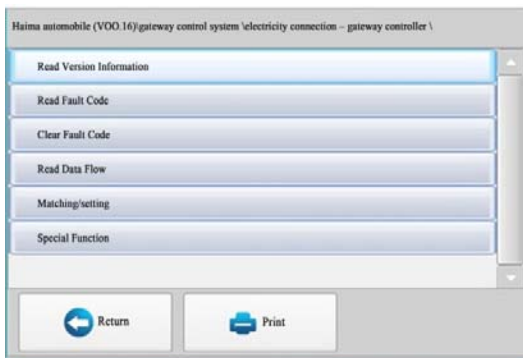 Haima automobile (VOO.16)\gateway control system \electricity connection – gateway controller \
Read Version Information
Read Fault Code
Clear Fault Code
Read Data Flow
Matching/setting
Special Function
Return
Print